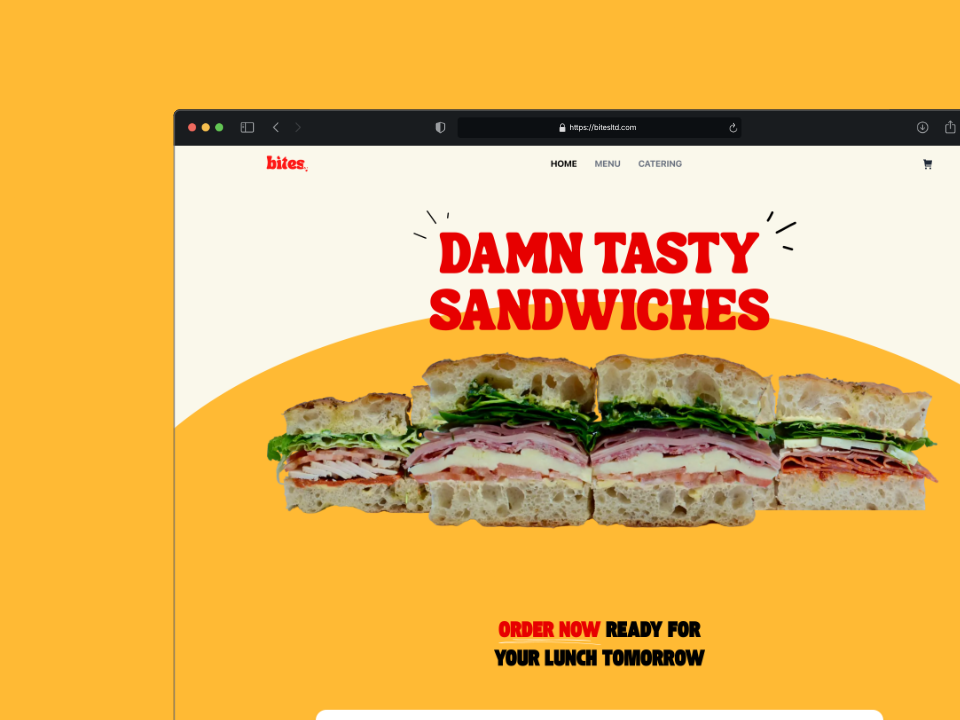 https://bitesltd.com
bites
HOME MENU CATERING
DAMN TASTY
SANDWICHES
ORDER NOW READY FOR
YOUR LUNCH TOMORROW